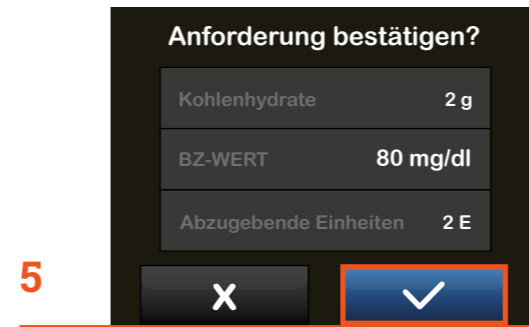 Anforderung bestätigen?
Kohlenhydrate 2 g
BZ-WERT 80 mg/dl
Abzugebende Einheiten 2 E
5
X